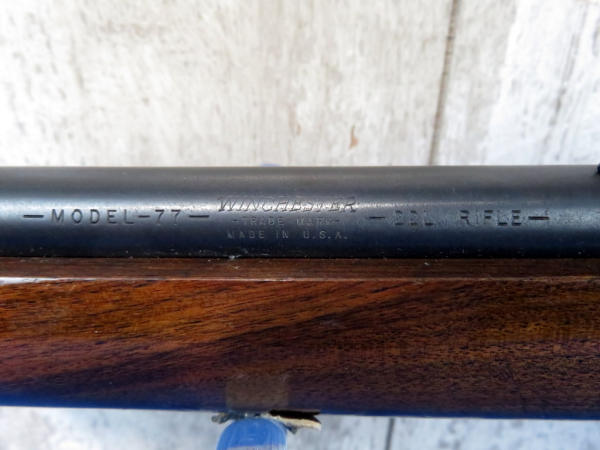 —MODEL-77— WINCHESTER —22L. RIFLE—
—TRADE MARK—
MADE IN U.S.A.